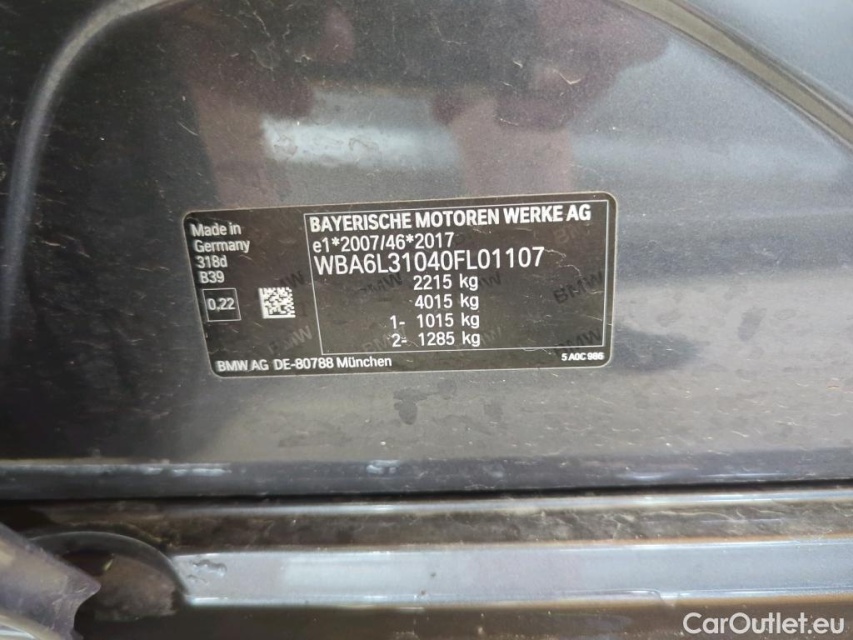 Made in
Germany
318d
B39
0,22
BAYERISCHE MOTOREN WERKE AG
e1*2007/46*2017
WBA6L31040FL01107
2215 kg
4015 kg
1- 1015 kg
2- 1285 kg
BMW AG DE-80788 München
5 A0C 986
CarOutlet.eu